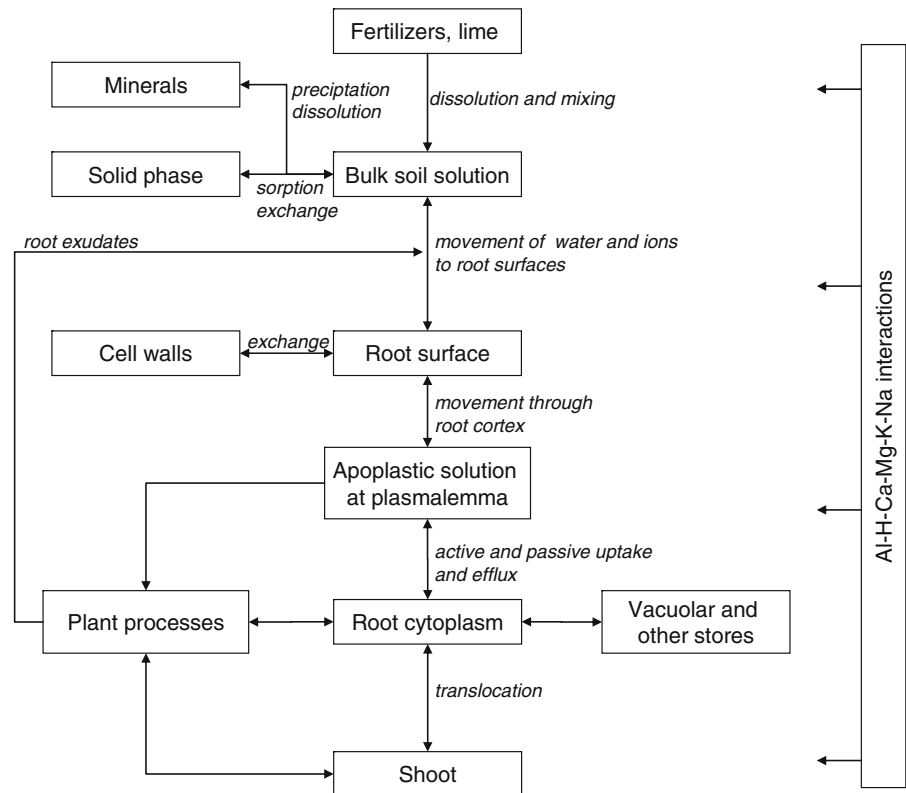 Fertilizers, lime
Minerals
preciptation
dissolution
dissolution and mixing
Solid phase
sorption
exchange
Bulk soil solution
root exudates
movement of water and ions
to root surfaces
Cell walls
exchange
Root surface
movement through
root cortex
Apoplastic solution
at plasmalemma
active and passive uptake
and efflux
Plant processes
Root cytoplasm
Vacuolar and
other stores
translocation
Shoot
Al-H-Ca-Mg-K-Na interactions